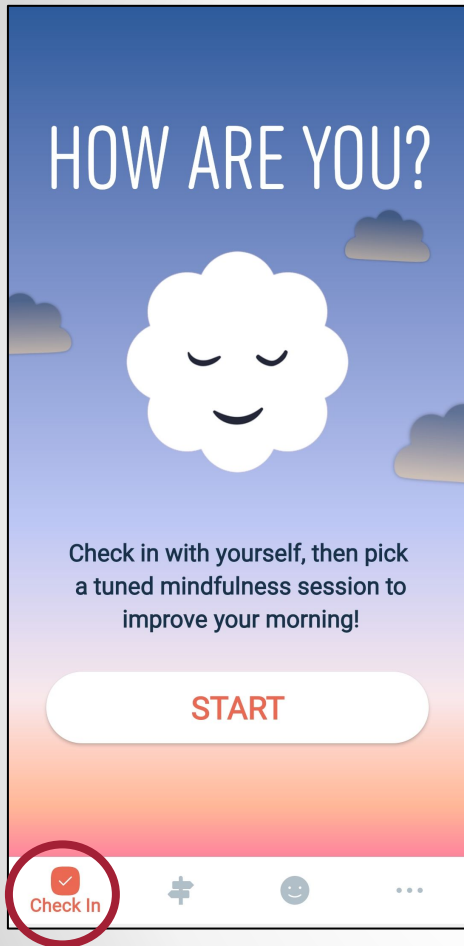 HOW ARE YOU?
Check in with yourself, then pick
a tuned mindfulness session to
improve your morning!
START
Check In